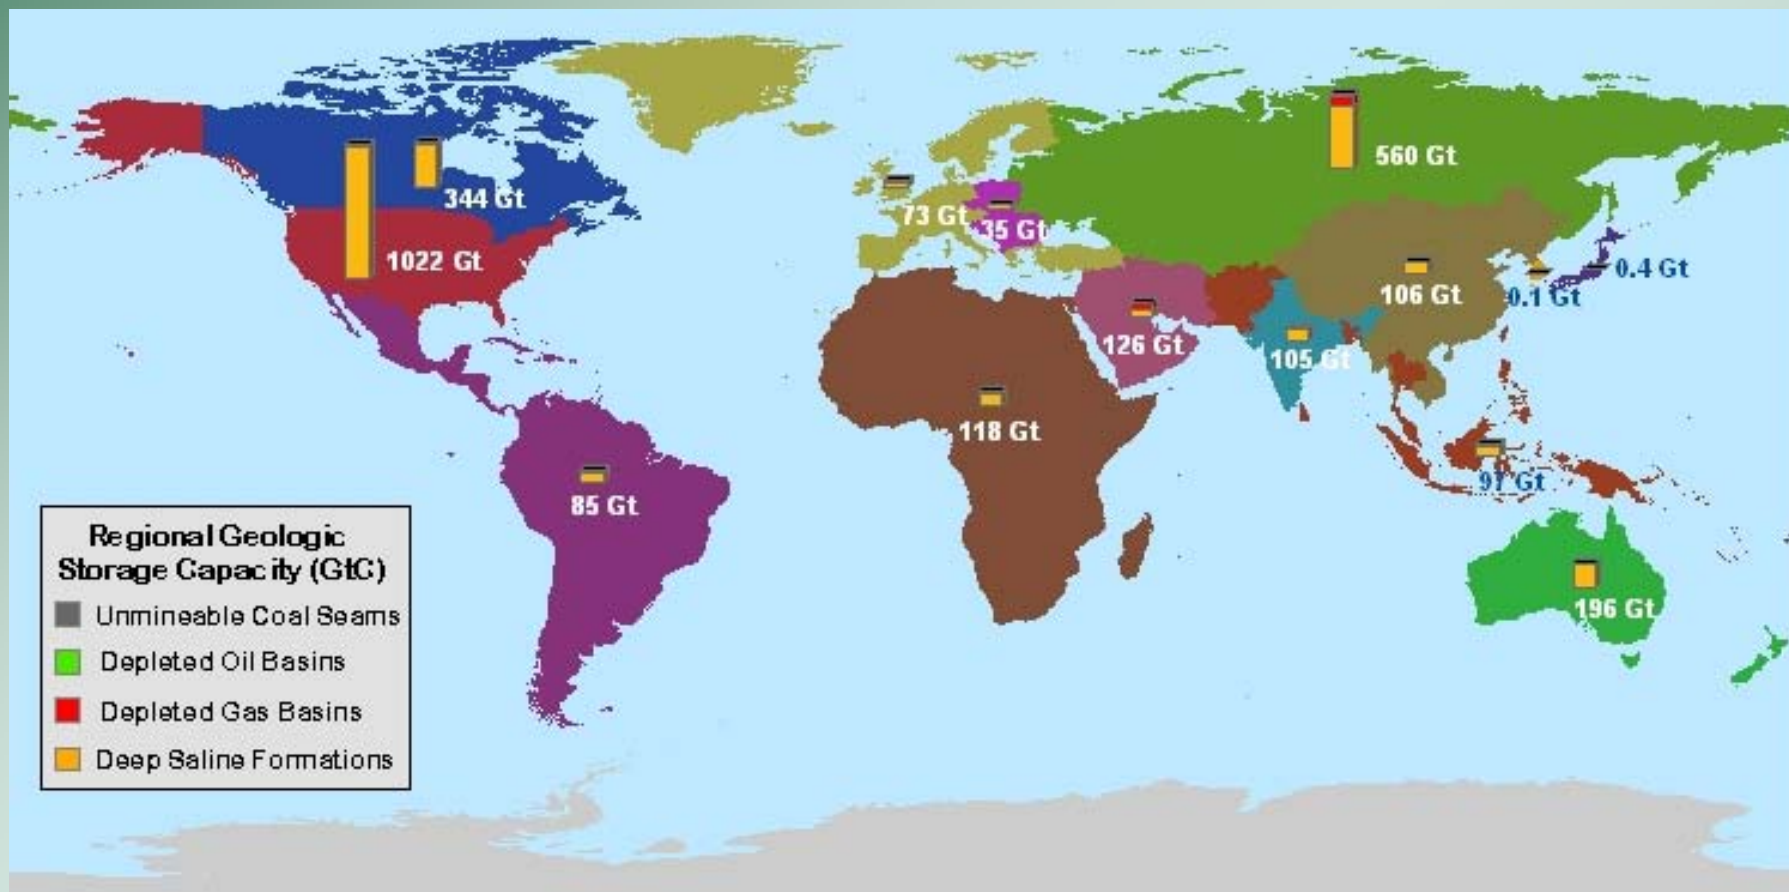 344 Gt
1022 Gt
73 Gt
35 Gt
560 Gt
126 Gt
105 Gt
106 Gt
0.1 Gt
0.4 Gt
118 Gt
97 Gt
85 Gt
196 Gt
Regional Geologic
Storage Capacity (GtC)
Unmineable Coal Seams
Depleted Oil Basins
Depleted Gas Basins
Deep Saline Formations